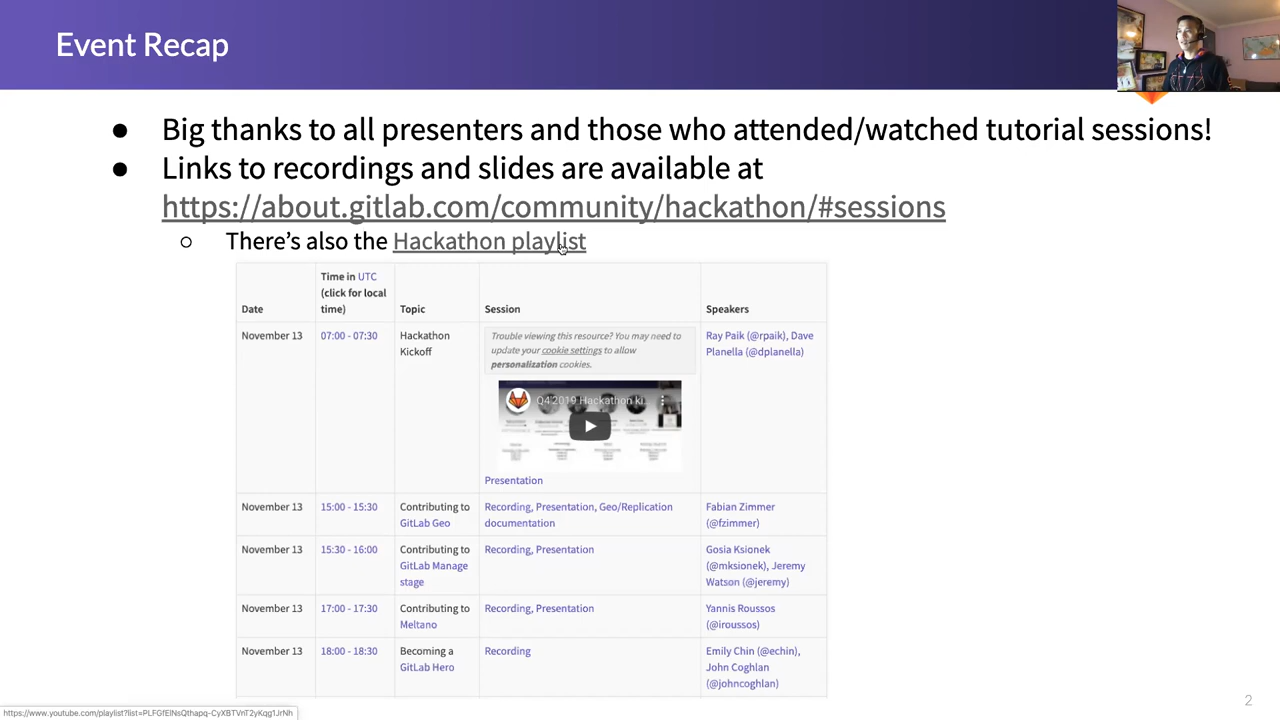 Event Recap
● Big thanks to all presenters and those who attended/watched tutorial sessions!
● Links to recordings and slides are available at
https://about.gitlab.com/community/hackathon/#sessions
○ There's also the Hackathon playlist
Date
Time in UTC
(click for local
time)
Topic
Session
Speakers
November 13
07:00 - 07:30
Hackathon
Kickoff
Trouble viewing this resource? You may need to
update your cookie settings to allow
personalization cookies.
Q4'2019 Hackathon ki...
Presentation
Ray Paik (@rpaik), Dave
Planella (@dplanella)
November 13
15:00 - 15:30
Contributing to
GitLab Geo
Recording, Presentation, Geo/Replication
documentation
Fabian Zimmer
(@fzimmer)
November 13
15:30 - 16:00
Contributing to
GitLab Manage
stage
Recording, Presentation
Gosia Ksionek
(@mksionek), Jeremy
Watson (@jeremy)
November 13
17:00 - 17:30
Contributing to
Meltano
Recording, Presentation
Yannis Roussos
(@iroussos)
November 13
18:00 - 18:30
Becoming a
GitLab Hero
Recording
Emily Chin (@echin),
John Coghlan
(@johncoghlan)
2